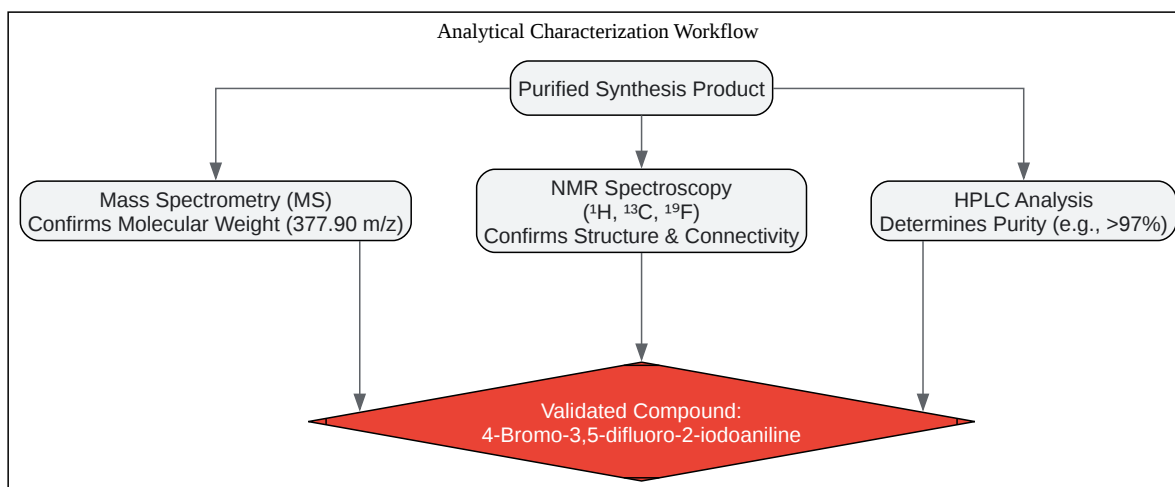 Analytical Characterization Workflow
Purified Synthesis Product
Mass Spectrometry (MS)
Confirms Molecular Weight (377.90 m/z)
NMR Spectroscopy
(¹H, ¹³C, ¹⁹F)
Confirms Structure & Connectivity
HPLC Analysis
Determines Purity (e.g., >97%)
Validated Compound:
4-Bromo-3,5-difluoro-2-iodoaniline